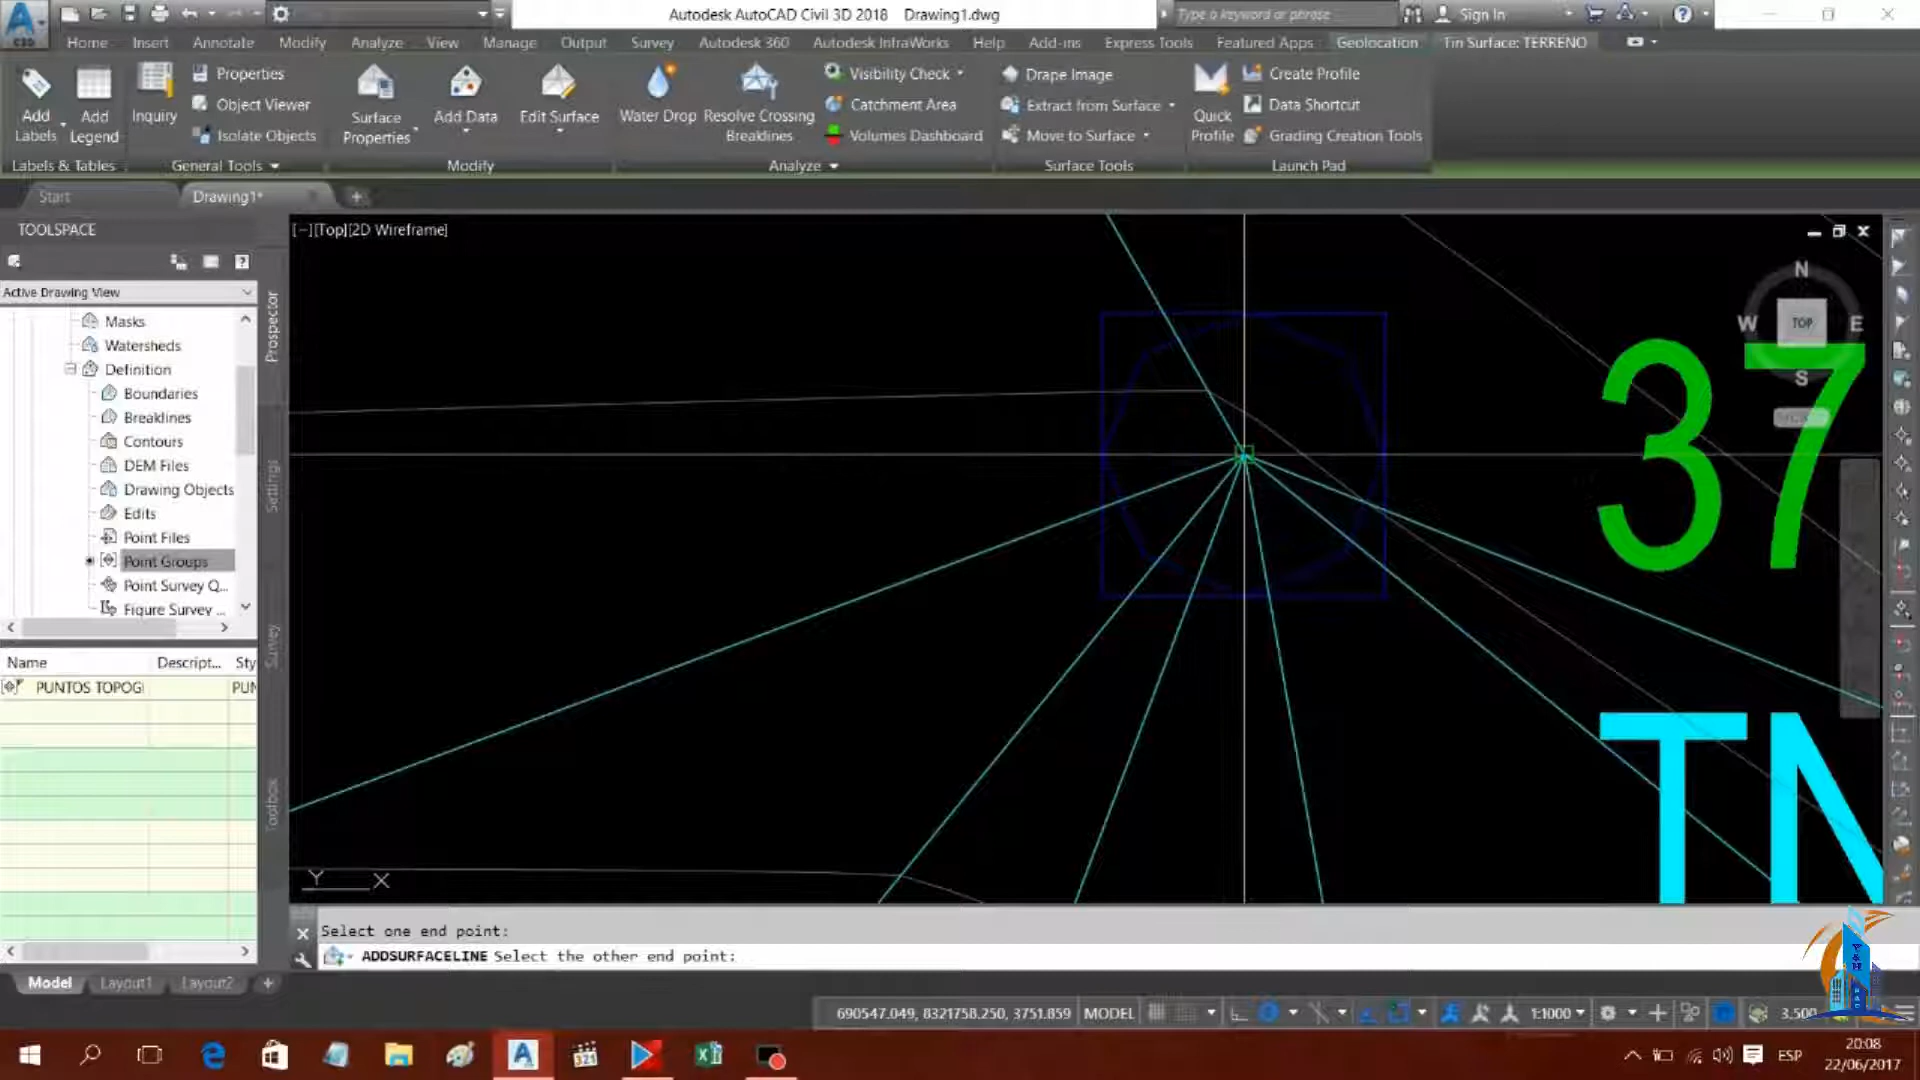 Autodesk AutoCAD Civil 3D 2018 Drawing1.dwg
Type a keyword or phrase
Sign In
C3D
Home Insert Annotate Modify Analyze View Manage Output Survey Autodesk 360 Autodesk InfraWorks Help Add-ins Express Tools Featured Apps Geolocation Tin Surface: TERRENO
Add Labels
Add Legend
Inquiry
Properties
Object Viewer
Isolate Objects
Surface Properties
Add Data
Edit Surface
Water Drop
Resolve Crossing Breaklines
Visibility Check
Catchment Area
Volumes Dashboard
Drape Image
Extract from Surface
Move to Surface
Quick Profile
Create Profile
Data Shortcut
Grading Creation Tools
Labels & Tables General Tools Modify Analyze Surface Tools Launch Pad
Start Drawing1*
TOOLSPACE
Active Drawing View
Masks
Watersheds
Definition
Boundaries
Breaklines
Contours
DEM Files
Drawing Objects
Edits
Point Files
Point Groups
Point Survey Q...
Figure Survey ...
Prospector
Settings
Survey
Toolbox
Name Descript... Sty
PUNTOS TOPOG PUN
[−][Top][2D Wireframe]
N
W TOP E
S
37
TN
Y X
Select one end point:
ADDSURFACELINE Select the other end point:
Model Layout1 Layout2 +
690547.049, 8321758.250, 3751.859 MODEL 1:1000 3.500
321
ESP
20:08
22/06/2017